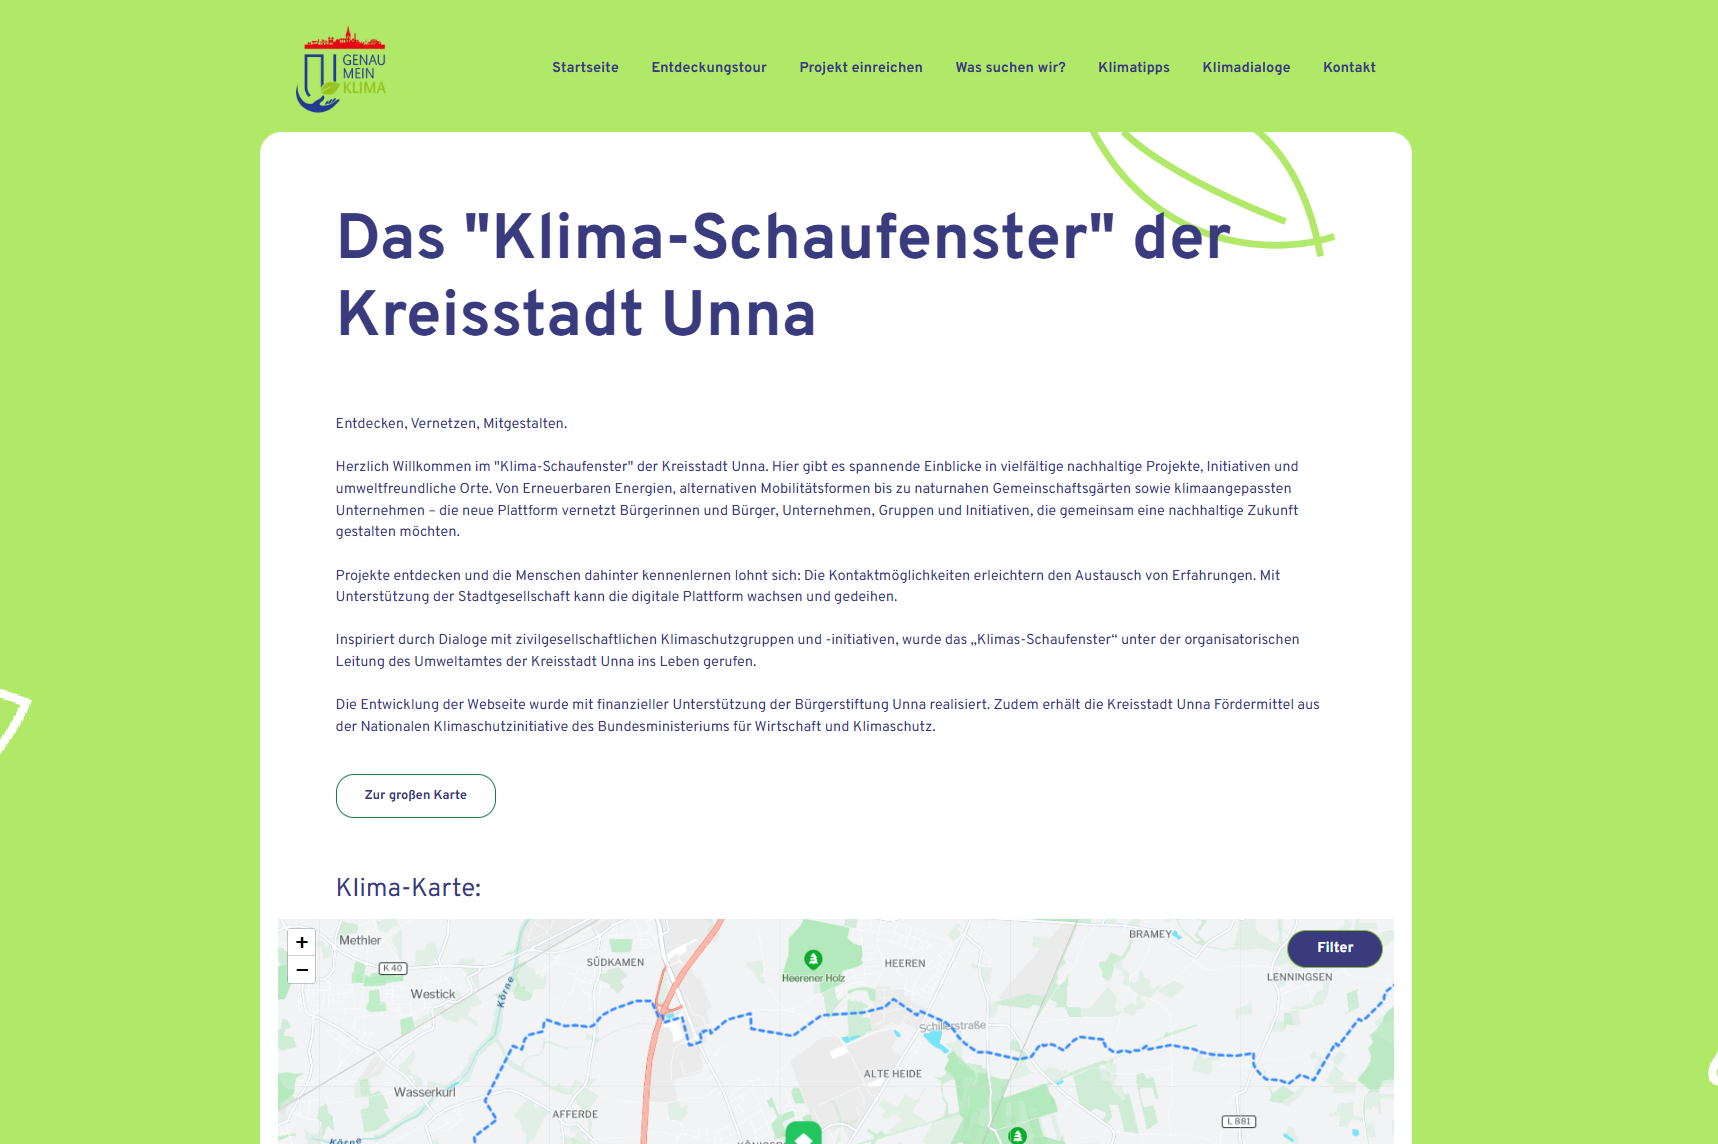 GENAU
MEIN
KLIMA
Startseite
Entdeckungstour
Projekt einreichen
Was suchen wir?
Klimatipps
Klimadialoge
Kontakt
Das "Klima-Schaufenster" der
Kreisstadt Unna
Entdecken, Vernetzen, Mitgestalten.
Herzlich Willkommen im "Klima-Schaufenster" der Kreisstadt Unna. Hier gibt es spannende Einblicke in vielfältige nachhaltige Projekte, Initiativen und
umweltfreundliche Orte. Von Erneuerbaren Energien, alternativen Mobilitätsformen bis zu naturnahen Gemeinschaftsgärten sowie klimaangepassten
Unternehmen – die neue Plattform vernetzt Bürgerinnen und Bürger, Unternehmen, Gruppen und Initiativen, die gemeinsam eine nachhaltige Zukunft
gestalten möchten.
Projekte entdecken und die Menschen dahinter kennenlernen lohnt sich: Die Kontaktmöglichkeiten erleichtern den Austausch von Erfahrungen. Mit
Unterstützung der Stadtgesellschaft kann die digitale Plattform wachsen und gedeihen.
Inspiriert durch Dialoge mit zivilgesellschaftlichen Klimaschutzgruppen und -initiativen, wurde das „Klimas-Schaufenster“ unter der organisatorischen
Leitung des Umweltamtes der Kreisstadt Unna ins Leben gerufen.
Die Entwicklung der Webseite wurde mit finanzieller Unterstützung der Bürgerstiftung Unna realisiert. Zudem erhält die Kreisstadt Unna Fördermittel aus
der Nationalen Klimaschutzinitiative des Bundesministeriums für Wirtschaft und Klimaschutz.
Zur großen Karte
Klima-Karte:
+
−
Filter
Methler
K 40
SÜDKAMEN
Heerener Holz
HEEREN
BRAMEY
LENNINGSEN
Westick
Körne
Schillerstraße
ALTE HEIDE
Wasserkurl
AFFERDE
L 881
Körne